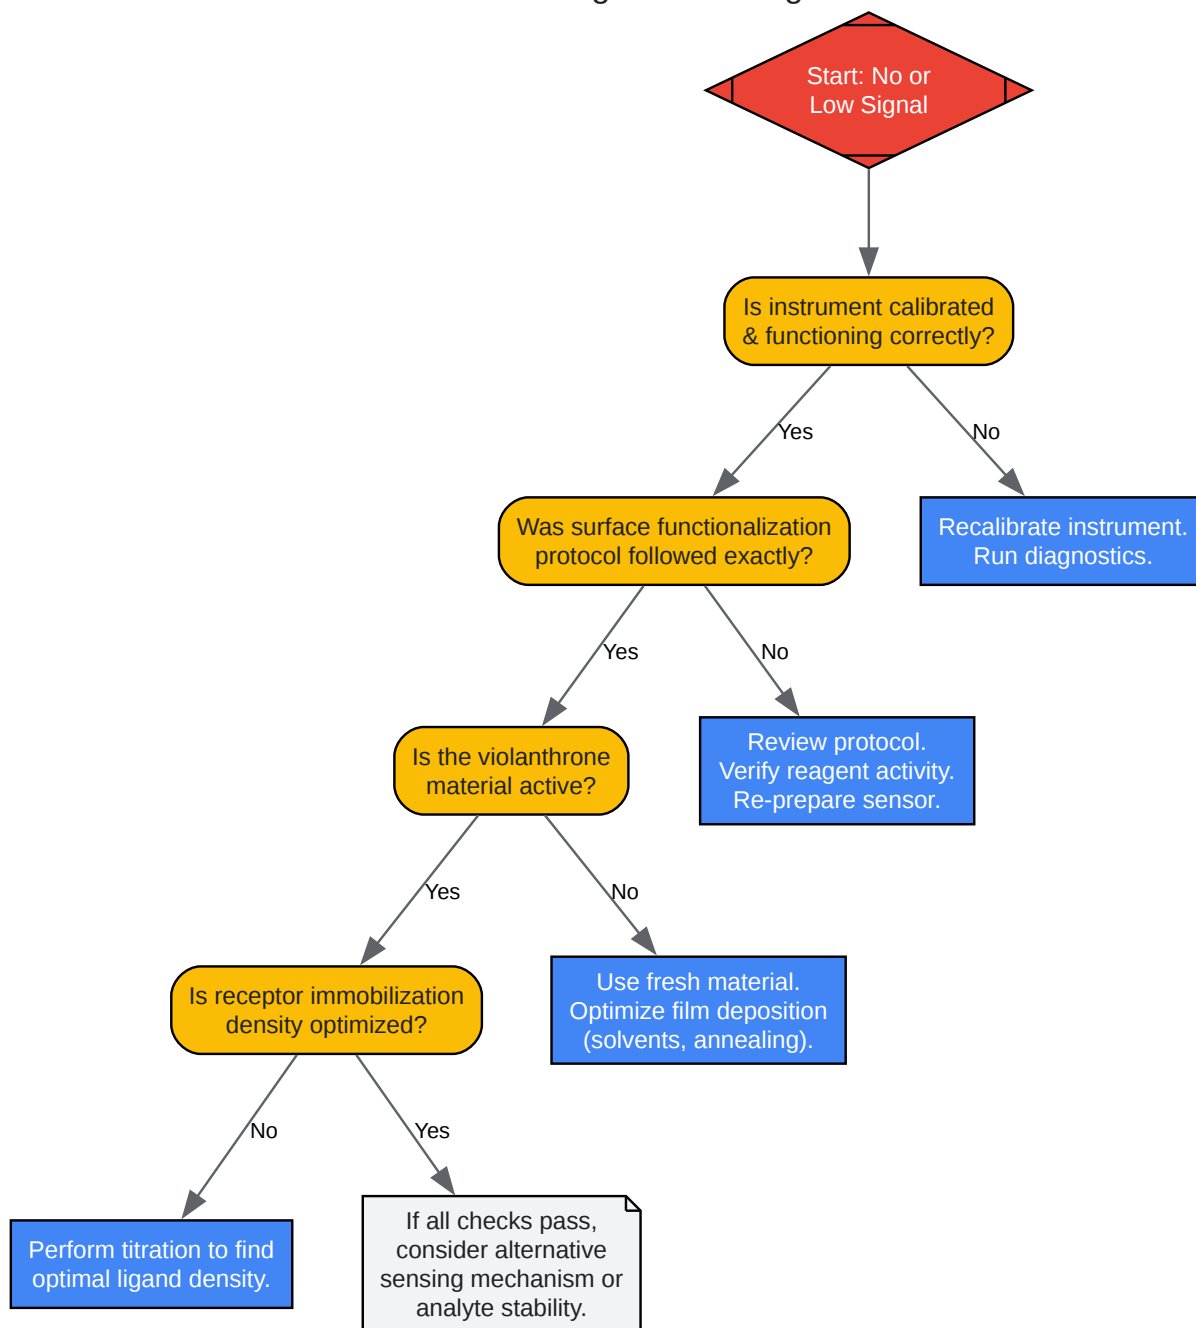 Start: No or
Low Signal
Is instrument calibrated
& functioning correctly?
Yes
No
Was surface functionalization
protocol followed exactly?
Recalibrate instrument.
Run diagnostics.
Yes
No
Is the violanthrone
material active?
Review protocol.
Verify reagent activity.
Re-prepare sensor.
Yes
No
Is receptor immobilization
density optimized?
Use fresh material.
Optimize film deposition
(solvents, annealing).
No
Yes
Perform titration to find
optimal ligand density.
If all checks pass,
consider alternative
sensing mechanism or
analyte stability.